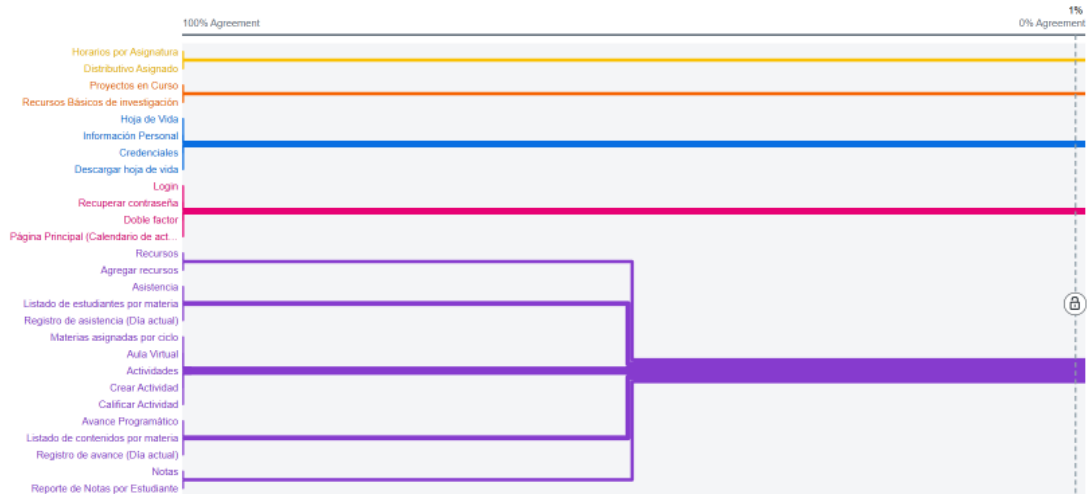 1%
100% Agreement 0% Agreement
Horarios por Asignatura
Distributivo Asignado
Proyectos en Curso
Recursos Básicos de investigación
Hoja de Vida
Información Personal
Credenciales
Descargar hoja de vida
Login
Recuperar contraseña
Doble factor
Página Principal (Calendario de act...
Recursos
Agregar recursos
Asistencia
Listado de estudiantes por materia
Registro de asistencia (Día actual)
Materias asignadas por ciclo
Aula Virtual
Actividades
Crear Actividad
Calificar Actividad
Avance Programático
Listado de contenidos por materia
Registro de avance (Día actual)
Notas
Reporte de Notas por Estudiante